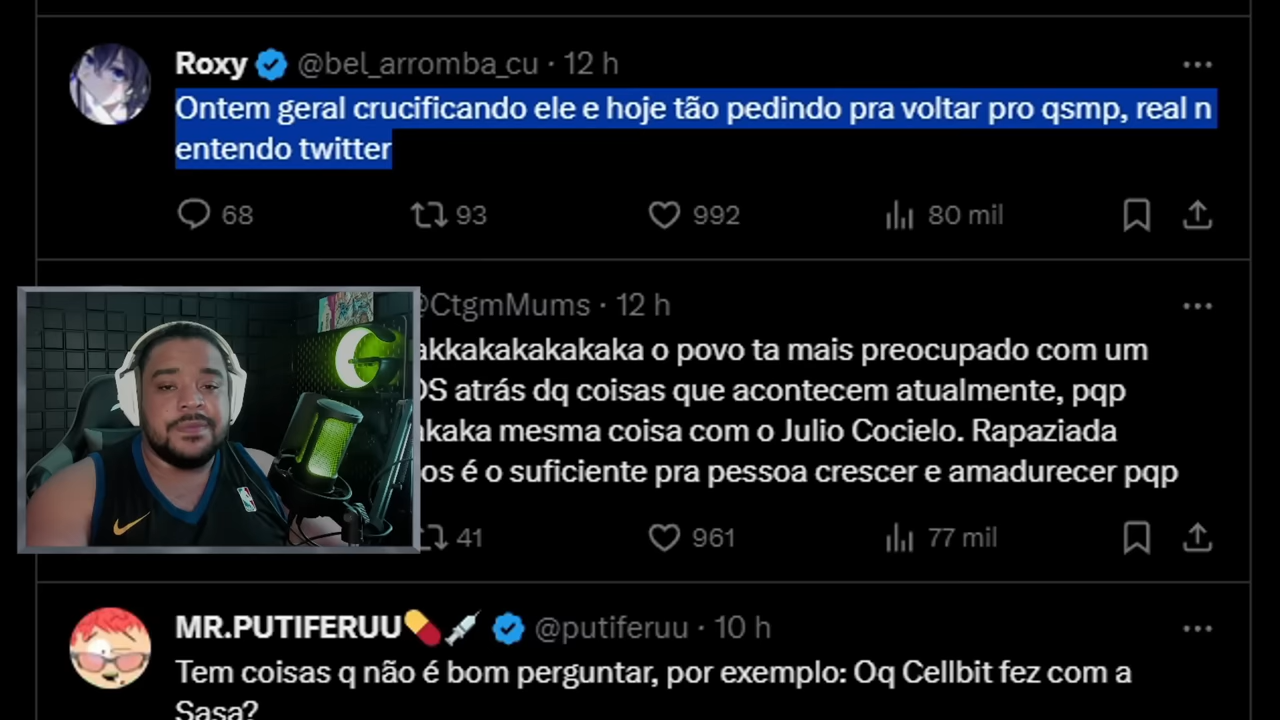 Roxy @bel_arromba_cu · 12 h
Ontem geral crucificando ele e hoje tão pedindo pra voltar pro qsmp, real n
entendo twitter
68 93 992 80 mil
@CtgmMums · 12 h
akkakakakakaka o povo ta mais preocupado com um
OS atrás dq coisas que acontecem atualmente, pqp
akaka mesma coisa com o Julio Cocielo. Rapaziada
os é o suficiente pra pessoa crescer e amadurecer pqp
41 961 77 mil
MR.PUTIFERUU💊💉 @putiferuu · 10 h
Tem coisas q não é bom perguntar, por exemplo: Oq Cellbit fez com a
Sasa?